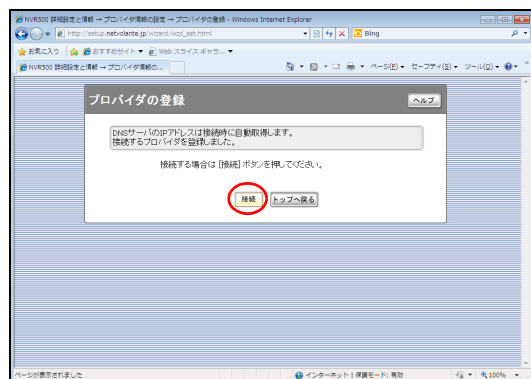 NVR500 詳細設定と情報 → プロバイダ情報の設定 → プロバイダの登録 - Windows Internet Explorer
http://setup.netvolante.jp/wizard/wzd_set.html
Bing
お気に入り おすすめサイト Web スライス ギャラ...
NVR500 詳細設定と情報 → プロバイダ情報の...
ページ(P) セーフティ(S) ツール(O)
プロバイダの登録
ヘルプ
DNSサーバのIPアドレスは接続時に自動取得します。
接続するプロバイダを登録しました。
接続する場合は [接続] ボタンを押してください。
接続 トップへ戻る
ページが表示されました
インターネット | 保護モード: 有効
100%